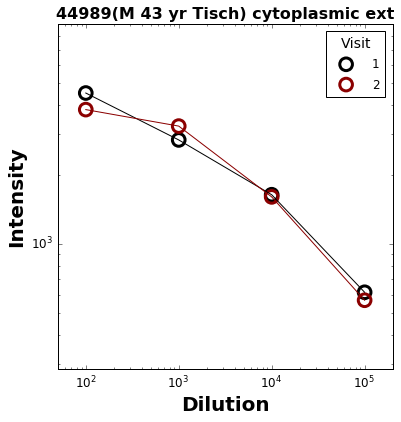 44989(M 43 yr Tisch) cytoplasmic ext
Visit
1
2
Intensity
10³
10² 10³ 10⁴ 10⁵
Dilution